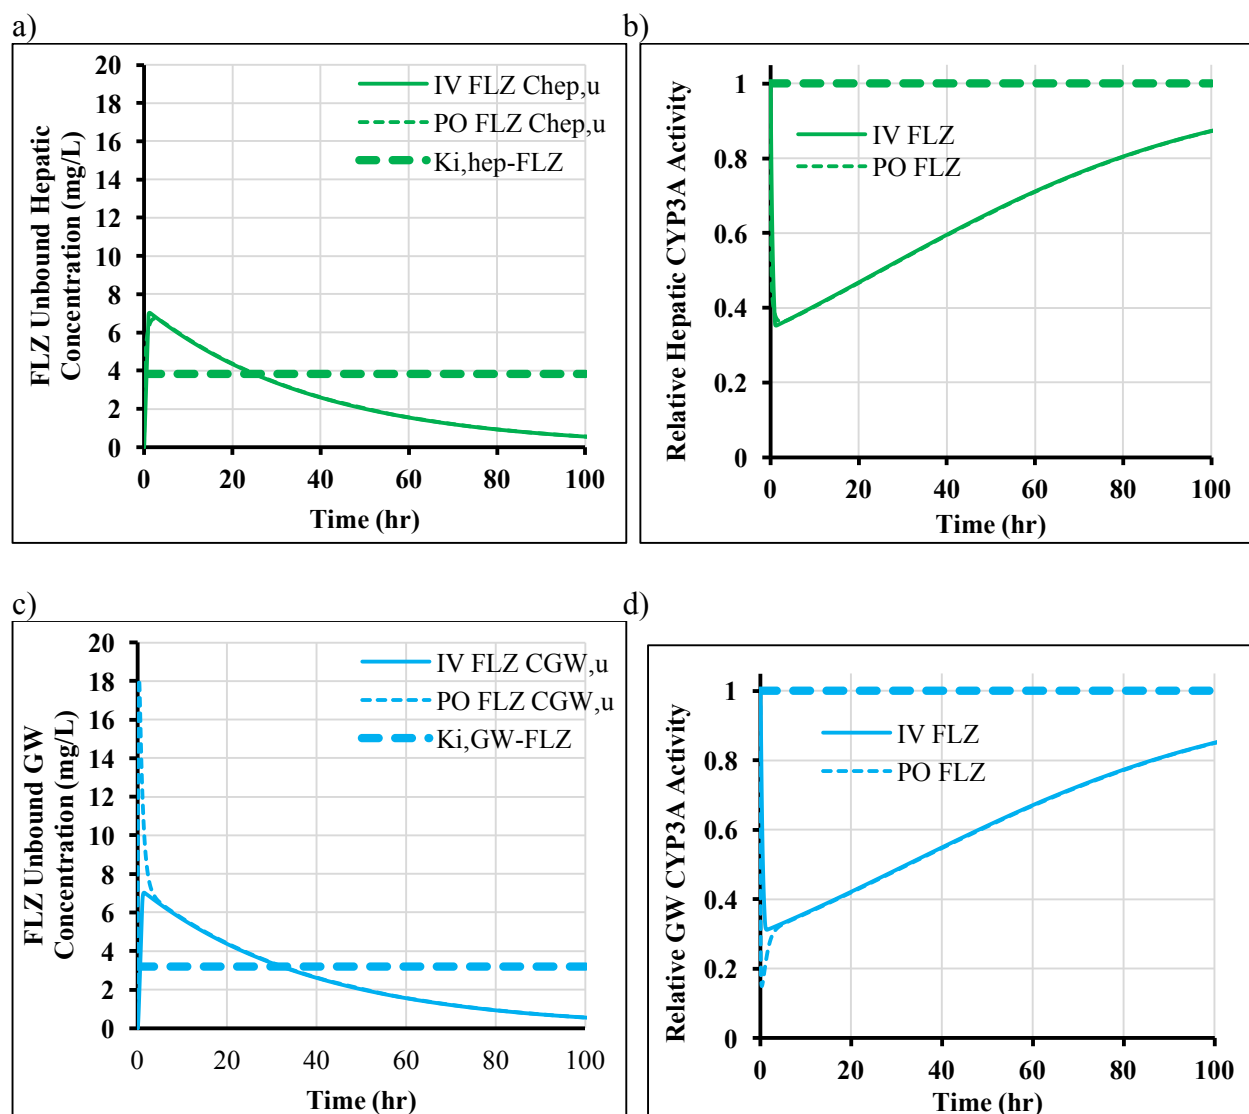 a)
20
18
16
14
12
10
8
6
4
2
0
FLZ Unbound Hepatic
Concentration (mg/L)
IV FLZ Chep,u
PO FLZ Chep,u
Ki,hep-FLZ
0 20 40 60 80 100
Time (hr)
b)
1
0.8
0.6
0.4
0.2
0
Relative Hepatic CYP3A Activity
IV FLZ
PO FLZ
0 20 40 60 80 100
Time (hr)
c)
20
18
16
14
12
10
8
6
4
2
0
FLZ Unbound GW
Concentration (mg/L)
IV FLZ CGW,u
PO FLZ CGW,u
Ki,GW-FLZ
0 20 40 60 80 100
Time (hr)
d)
1
0.8
0.6
0.4
0.2
0
Relative GW CYP3A Activity
IV FLZ
PO FLZ
0 20 40 60 80 100
Time (hr)